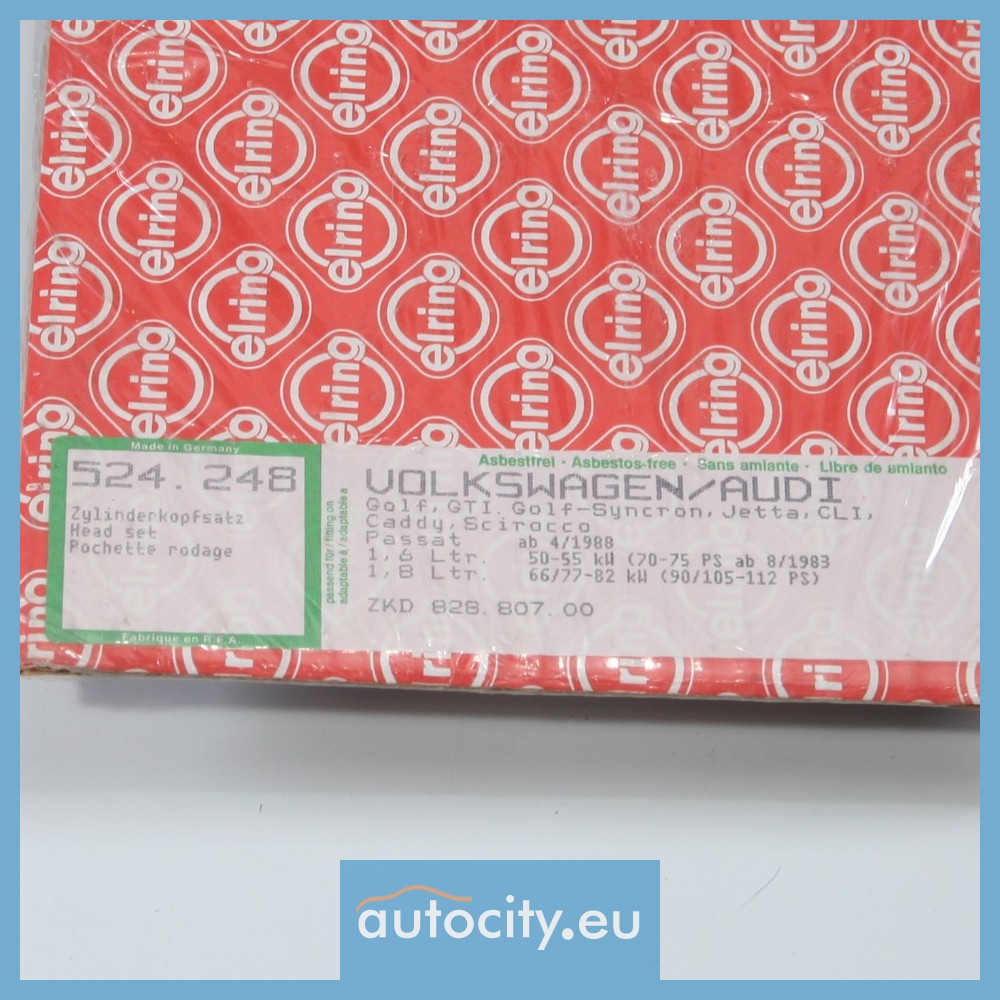 elring
Made in Germany
524.248
Zylinderkopfsatz
Head set
Pochette rodage
Fabrique en R.F.A.
passend für / fitting on
adaptable à / adaptable a
Asbestfrei · Asbestos-free · Sans amiante · Libre de amianto
VOLKSWAGEN/AUDI
Golf, GTI. Golf-Syncron, Jetta, CLI,
Caddy, Scirocco
Passat ab 4/1988
1,6 Ltr. 50-55 kW (70-75 PS ab 8/1983
1,8 Ltr. 66/77-82 kW (90/105-112 PS)
ZKD 828.807.00
autocity.eu